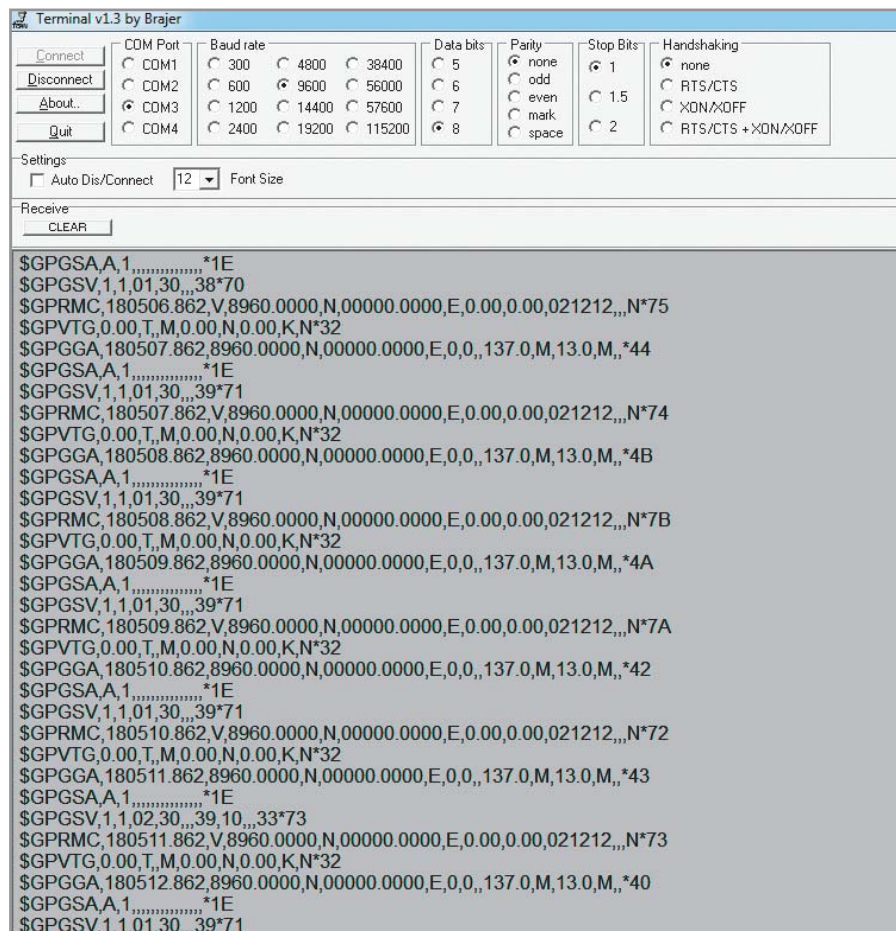 Terminal v1.3 by Brajer
Connect
Disconnect
About..
Quit
COM Port
COM1
COM2
COM3
COM4
Baud rate
300 4800 38400
600 9600 56000
1200 14400 57600
2400 19200 115200
Data bits
5
6
7
8
Parity
none
odd
even
mark
space
Stop Bits
1
1.5
2
Handshaking
none
RTS/CTS
XON/XOFF
RTS/CTS + XON/XOFF
Settings
Auto Dis/Connect 12 Font Size
Receive
CLEAR
$GPGSA,A,1,,,,,,,,,,,,,,,*1E
$GPGSV,1,1,01,30,,,38*70
$GPRMC,180506.862,V,8960.0000,N,00000.0000,E,0.00,0.00,021212,,,N*75
$GPVTG,0.00,T,,M,0.00,N,0.00,K,N*32
$GPGGA,180507.862,8960.0000,N,00000.0000,E,0,0,,137.0,M,13.0,M,,*44
$GPGSA,A,1,,,,,,,,,,,,,,,*1E
$GPGSV,1,1,01,30,,,39*71
$GPRMC,180507.862,V,8960.0000,N,00000.0000,E,0.00,0.00,021212,,,N*74
$GPVTG,0.00,T,,M,0.00,N,0.00,K,N*32
$GPGGA,180508.862,8960.0000,N,00000.0000,E,0,0,,137.0,M,13.0,M,,*4B
$GPGSA,A,1,,,,,,,,,,,,,,,*1E
$GPGSV,1,1,01,30,,,39*71
$GPRMC,180508.862,V,8960.0000,N,00000.0000,E,0.00,0.00,021212,,,N*7B
$GPVTG,0.00,T,,M,0.00,N,0.00,K,N*32
$GPGGA,180509.862,8960.0000,N,00000.0000,E,0,0,,137.0,M,13.0,M,,*4A
$GPGSA,A,1,,,,,,,,,,,,,,,*1E
$GPGSV,1,1,01,30,,,39*71
$GPRMC,180509.862,V,8960.0000,N,00000.0000,E,0.00,0.00,021212,,,N*7A
$GPVTG,0.00,T,,M,0.00,N,0.00,K,N*32
$GPGGA,180510.862,8960.0000,N,00000.0000,E,0,0,,137.0,M,13.0,M,,*42
$GPGSA,A,1,,,,,,,,,,,,,,,*1E
$GPGSV,1,1,01,30,,,39*71
$GPRMC,180510.862,V,8960.0000,N,00000.0000,E,0.00,0.00,021212,,,N*72
$GPVTG,0.00,T,,M,0.00,N,0.00,K,N*32
$GPGGA,180511.862,8960.0000,N,00000.0000,E,0,0,,137.0,M,13.0,M,,*43
$GPGSA,A,1,,,,,,,,,,,,,,,*1E
$GPGSV,1,1,02,30,,,39,10,,,33*73
$GPRMC,180511.862,V,8960.0000,N,00000.0000,E,0.00,0.00,021212,,,N*73
$GPVTG,0.00,T,,M,0.00,N,0.00,K,N*32
$GPGGA,180512.862,8960.0000,N,00000.0000,E,0,0,,137.0,M,13.0,M,,*40
$GPGSA,A,1,,,,,,,,,,,,,,,*1E
$GPGSV,1,1,01,30,,,39*71